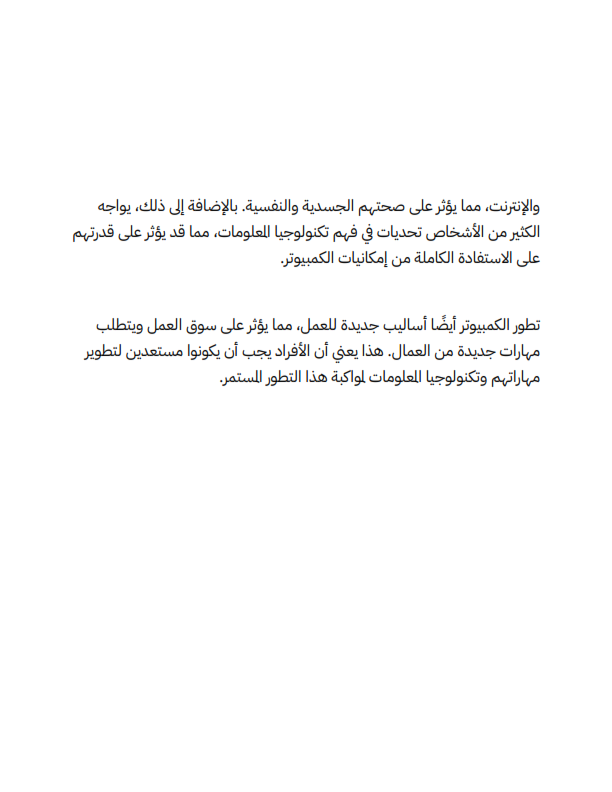 والإنترنت، مما يؤثر على صحتهم الجسدية والنفسية. بالإضافة إلى ذلك، يواجه
الكثير من الأشخاص تحديات في فهم تكنولوجيا المعلومات، مما قد يؤثر على قدرتهم
على الاستفادة الكاملة من إمكانيات الكمبيوتر.
تطور الكمبيوتر أيضًا أساليب جديدة للعمل، مما يؤثر على سوق العمل ويتطلب
مهارات جديدة من العمال. هذا يعني أن الأفراد يجب أن يكونوا مستعدين لتطوير
مهاراتهم وتكنولوجيا المعلومات لمواكبة هذا التطور المستمر.